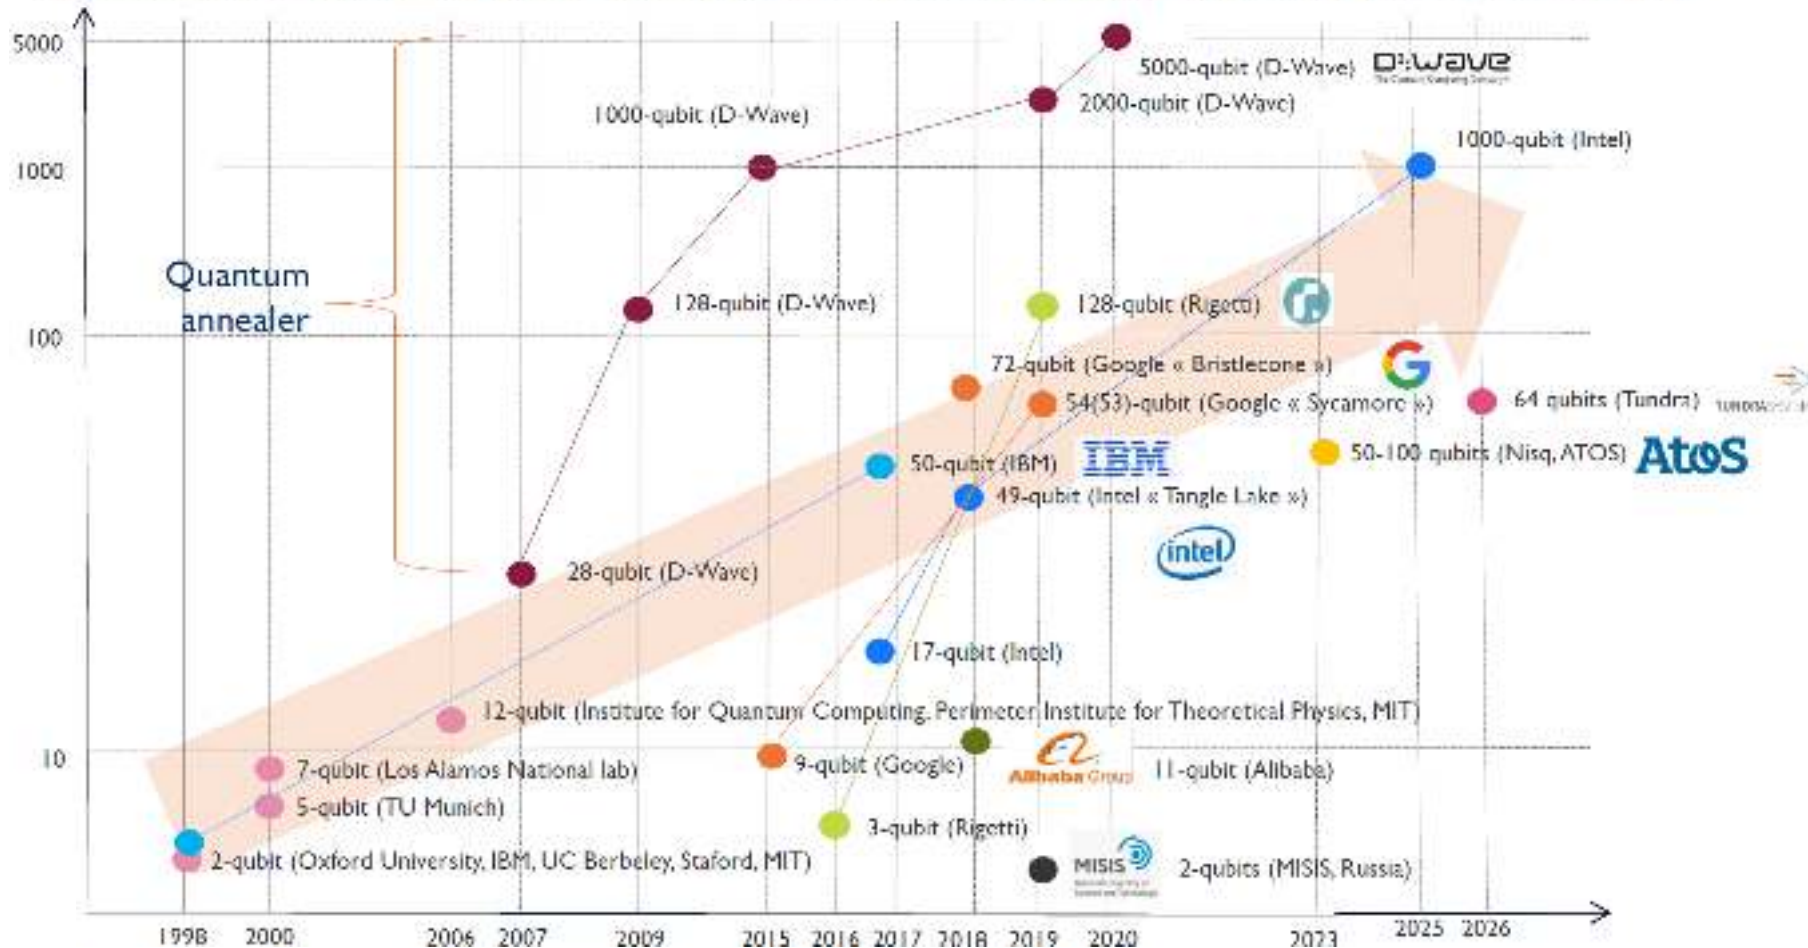 5000
5000-qubit (D-Wave)
D:wave
The Quantum Computing Company
1000-qubit (D-Wave)
2000-qubit (D-Wave)
1000-qubit (Intel)
1000
Quantum
annealer
128-qubit (D-Wave)
128-qubit (Rigetti)
100
72-qubit (Google « Bristlecone »)
54(53)-qubit (Google « Sycamore »)
64 qubits (Tundra)
50-qubit (IBM)
IBM
50-100 qubits (Nisq, ATOS)
Atos
49-qubit (Intel « Tangle Lake »)
intel
28-qubit (D-Wave)
17-qubit (Intel)
12-qubit (Institute for Quantum Computing, Perimeter Institute for Theoretical Physics, MIT)
10
7-qubit (Los Alamos National lab)
9-qubit (Google)
Alibaba Group
11-qubit (Alibaba)
5-qubit (TU Munich)
3-qubit (Rigetti)
2-qubit (Oxford University, IBM, UC Berbeley, Staford, MIT)
MISIS
2-qubits (MISIS, Russia)
1998 2000 2006 2007 2009 2015 2016 2017 2018 2019 2020 2023 2025 2026